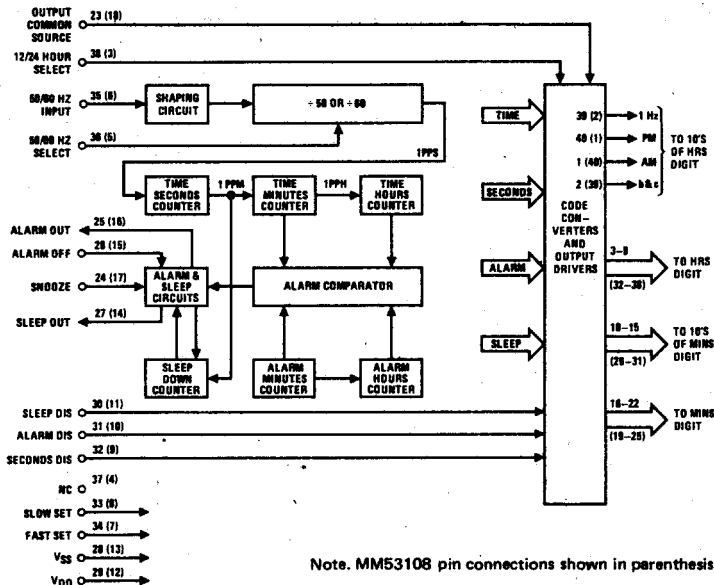 OUTPUT
COMMON
SOURCE
23 (18)
12/24 HOUR
SELECT
38 (3)
50/60 HZ
INPUT
35 (6)
SHAPING
CIRCUIT
÷ 50 OR ÷ 60
50/60 HZ
SELECT
36 (5)
1PPS
TIME
SECONDS
COUNTER
1 PPM
TIME
MINUTES
COUNTER
1PPH
TIME
HOURS
COUNTER
ALARM OUT
25 (16)
ALARM OFF
26 (15)
SNOOZE
24 (17)
SLEEP OUT
27 (14)
ALARM &
SLEEP
CIRCUITS
ALARM COMPARATOR
SLEEP
DOWN
COUNTER
ALARM
MINUTES
COUNTER
ALARM
HOURS
COUNTER
SLEEP DIS
30 (11)
ALARM DIS
31 (10)
SECONDS DIS
32 (9)
NC
37 (4)
SLOW SET
33 (8)
FAST SET
34 (7)
VSS
28 (13)
VDD
29 (12)
TIME
SECONDS
ALARM
SLEEP
CODE
CON-
VERTERS
AND
OUTPUT
DRIVERS
39 (2)
1 Hz
40 (1)
PM
1 (40)
AM
2 (39)
b&c
TO 10'S
OF HRS
DIGIT
3–9
(32–38)
TO HRS
DIGIT
10–15
(26–31)
TO 10'S
OF MINS
DIGIT
16–22
(19–25)
TO MINS
DIGIT
Note. MM53108 pin connections shown in parenthesis